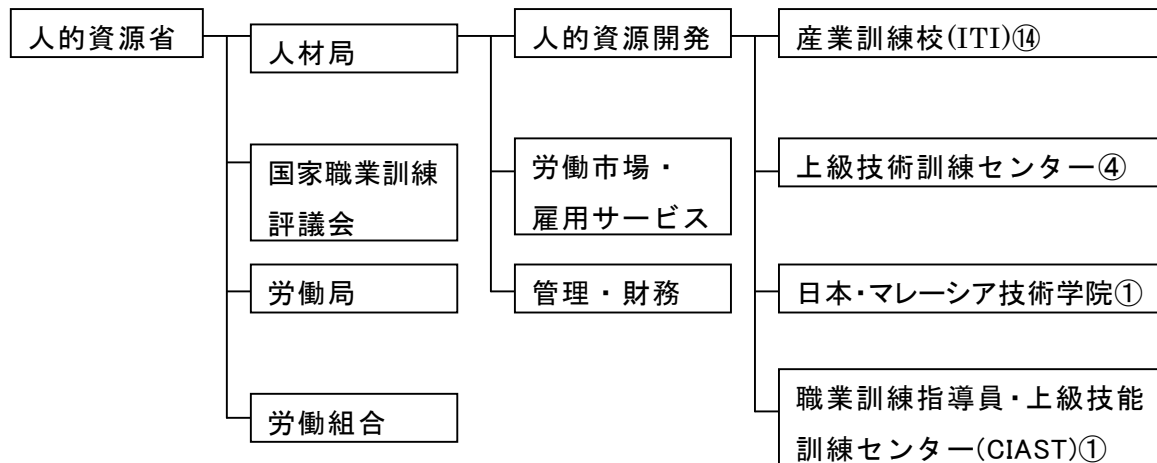 人的資源省
人材局
国家職業訓練
評議会
労働局
労働組合
人的資源開発
労働市場・
雇用サービス
管理・財務
産業訓練校(ITI)⑭
上級技術訓練センター④
日本・マレーシア技術学院①
職業訓練指導員・上級技能
訓練センター(CIAST)①